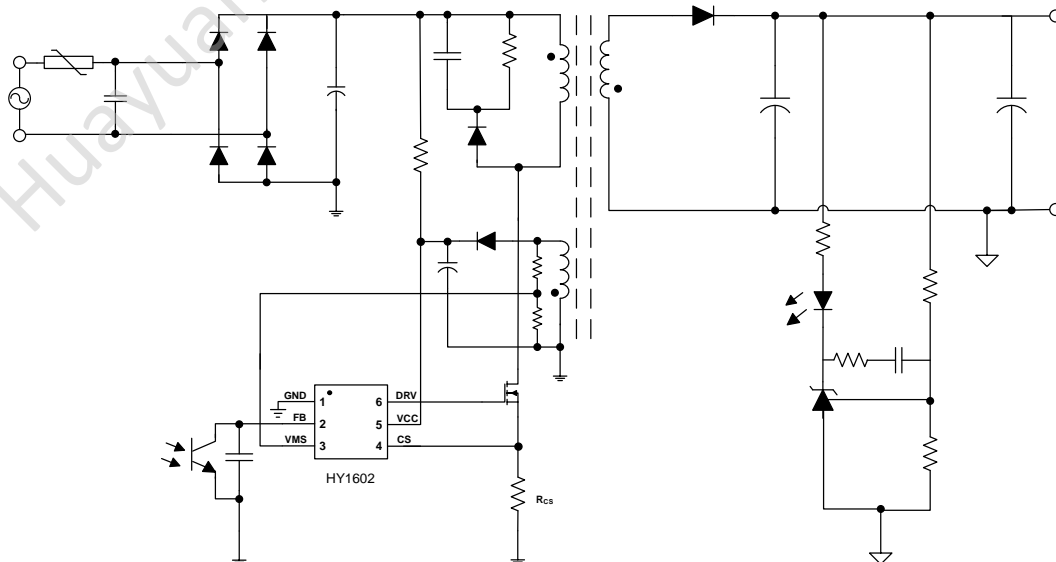 Huayuan
GND 1 6 DRV
FB 2 5 VCC
VMS 3 4 CS
HY1602
RCS